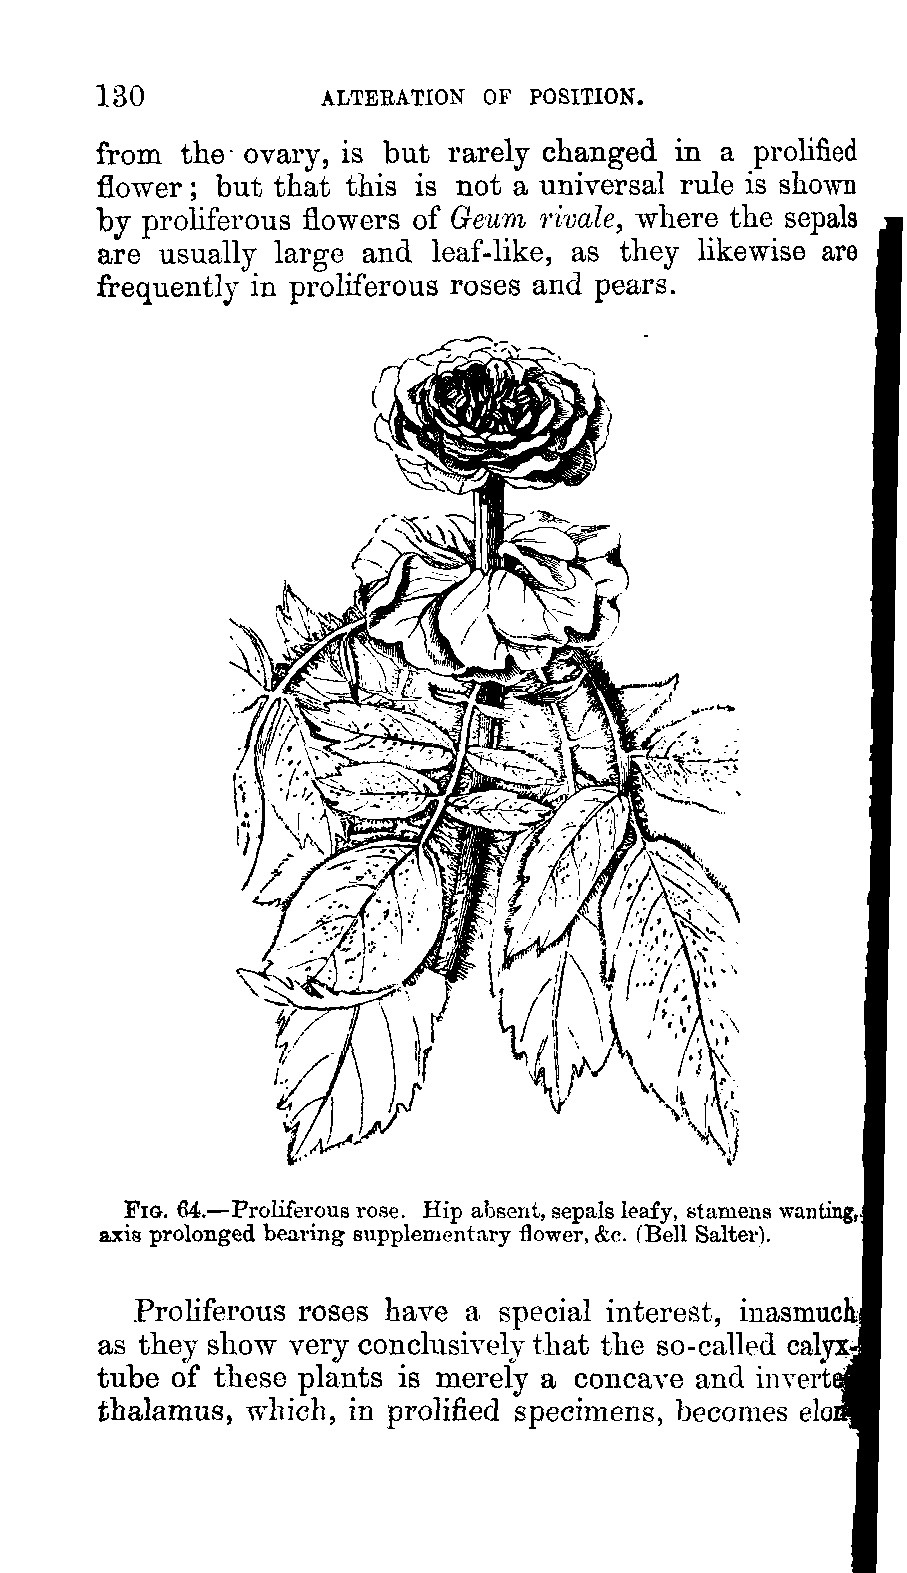 130 ALTERATION OF POSITION.
from the ovary, is but rarely changed in a prolified
flower; but that this is not a universal rule is shown
by proliferous flowers of Geum rivale, where the sepals
are usually large and leaf-like, as they likewise are
frequently in proliferous roses and pears.
FIG. 64.—Proliferous rose. Hip absent, sepals leafy, stamens wanting,
axis prolonged bearing supplementary flower, &c. (Bell Salter).
Proliferous roses have a special interest, inasmuch
as they show very conclusively that the so-called calyx-
tube of these plants is merely a concave and inverte
thalamus, which, in prolified specimens, becomes elon